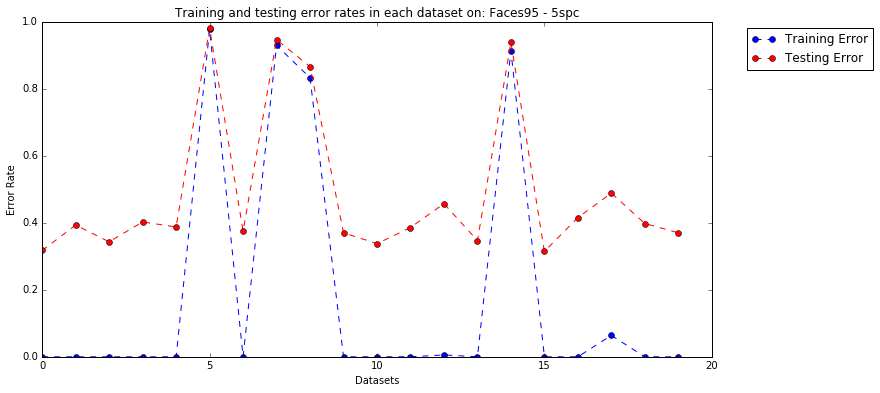 Training and testing error rates in each dataset on: Faces95 - 5spc
Training Error
Testing Error
Error Rate
1.0
0.8
0.6
0.4
0.2
0.0
0 5 10 15 20
Datasets